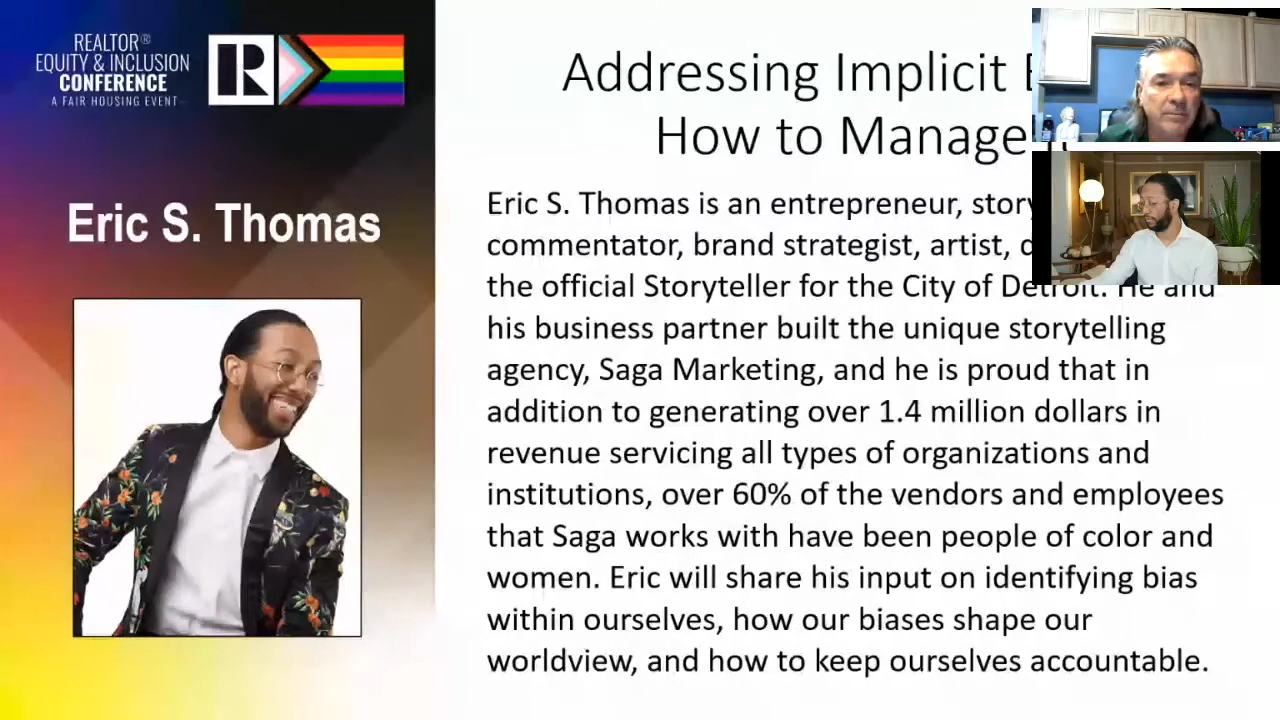 REALTOR®
EQUITY & INCLUSION
CONFERENCE
A FAIR HOUSING EVENT
R
Eric S. Thomas
Addressing Implicit
How to Manage
Eric S. Thomas is an entrepreneur,
commentator, brand strategist, artist,
the official Storyteller for the City of Detroit. He and
his business partner built the unique storytelling
agency, Saga Marketing, and he is proud that in
addition to generating over 1.4 million dollars in
revenue servicing all types of organizations and
institutions, over 60% of the vendors and employees
that Saga works with have been people of color and
women. Eric will share his input on identifying bias
within ourselves, how our biases shape our
worldview, and how to keep ourselves accountable.